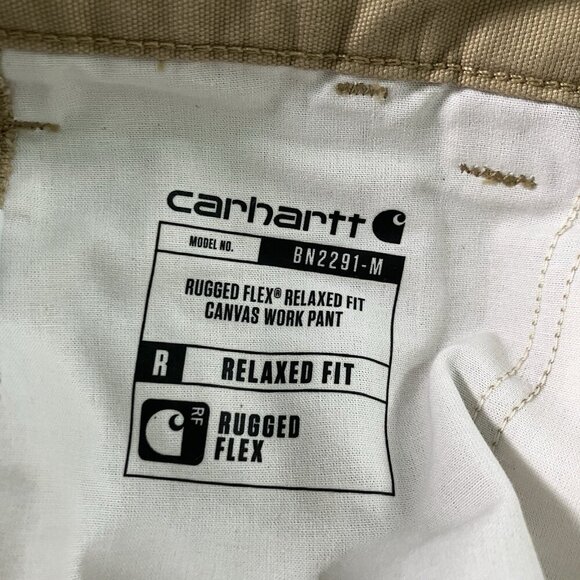 carhartt
MODEL NO. BN2291-M
RUGGED FLEX® RELAXED FIT
CANVAS WORK PANT
R RELAXED FIT
RF RUGGED
FLEX